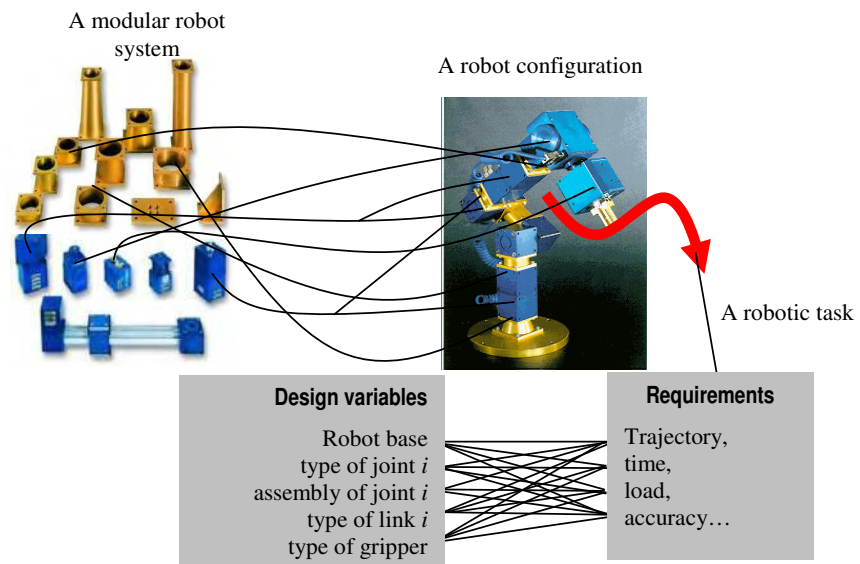 A modular robot
system
A robot configuration
A robotic task
Design variables
Robot base
type of joint i
assembly of joint i
type of link i
type of gripper
Requirements
Trajectory,
time,
load,
accuracy…